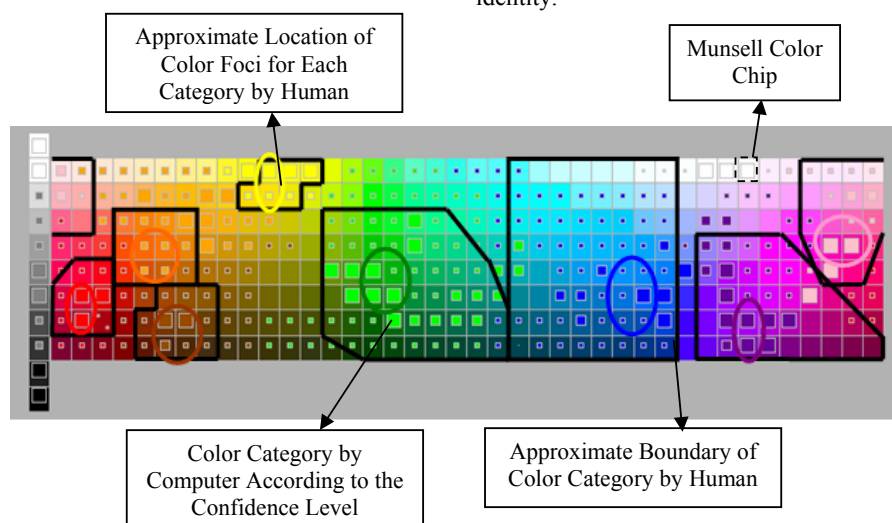 identity.
Approximate Location of
Color Foci for Each
Category by Human
Munsell Color
Chip
Color Category by
Computer According to the
Confidence Level
Approximate Boundary of
Color Category by Human